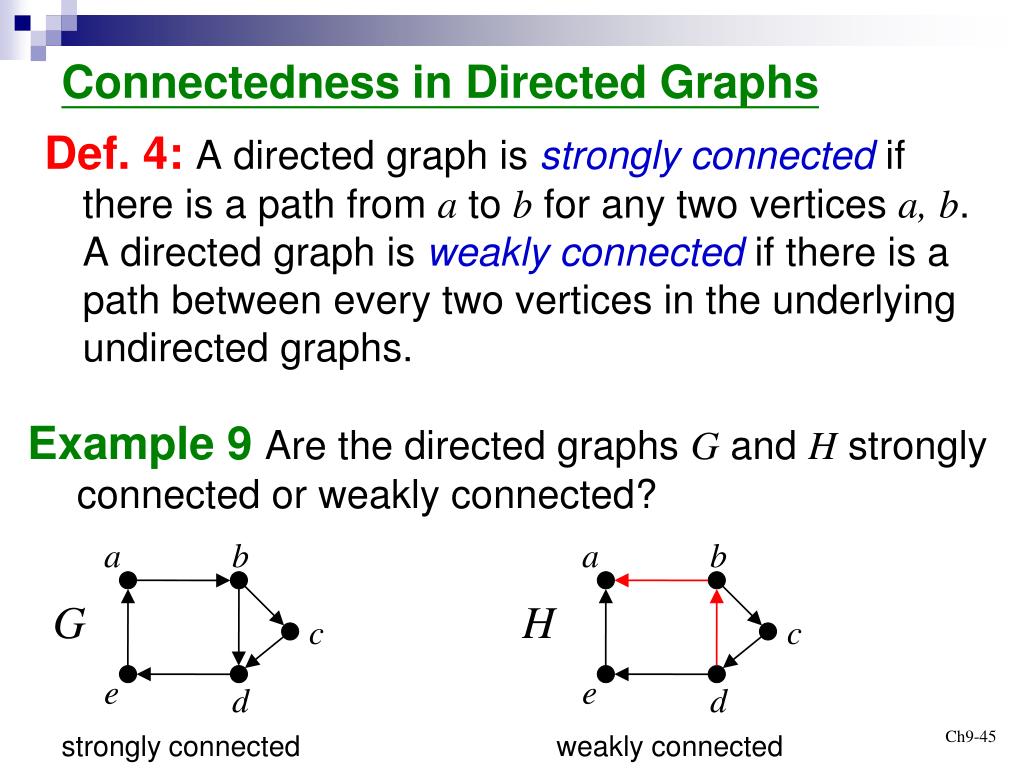 Connectedness in Directed Graphs
Def. 4: A directed graph is strongly connected if
there is a path from a to b for any two vertices a, b.
A directed graph is weakly connected if there is a
path between every two vertices in the underlying
undirected graphs.
Example 9 Are the directed graphs G and H strongly
connected or weakly connected?
a b
G c
e d
strongly connected
a b
H c
e d
weakly connected
Ch9-45